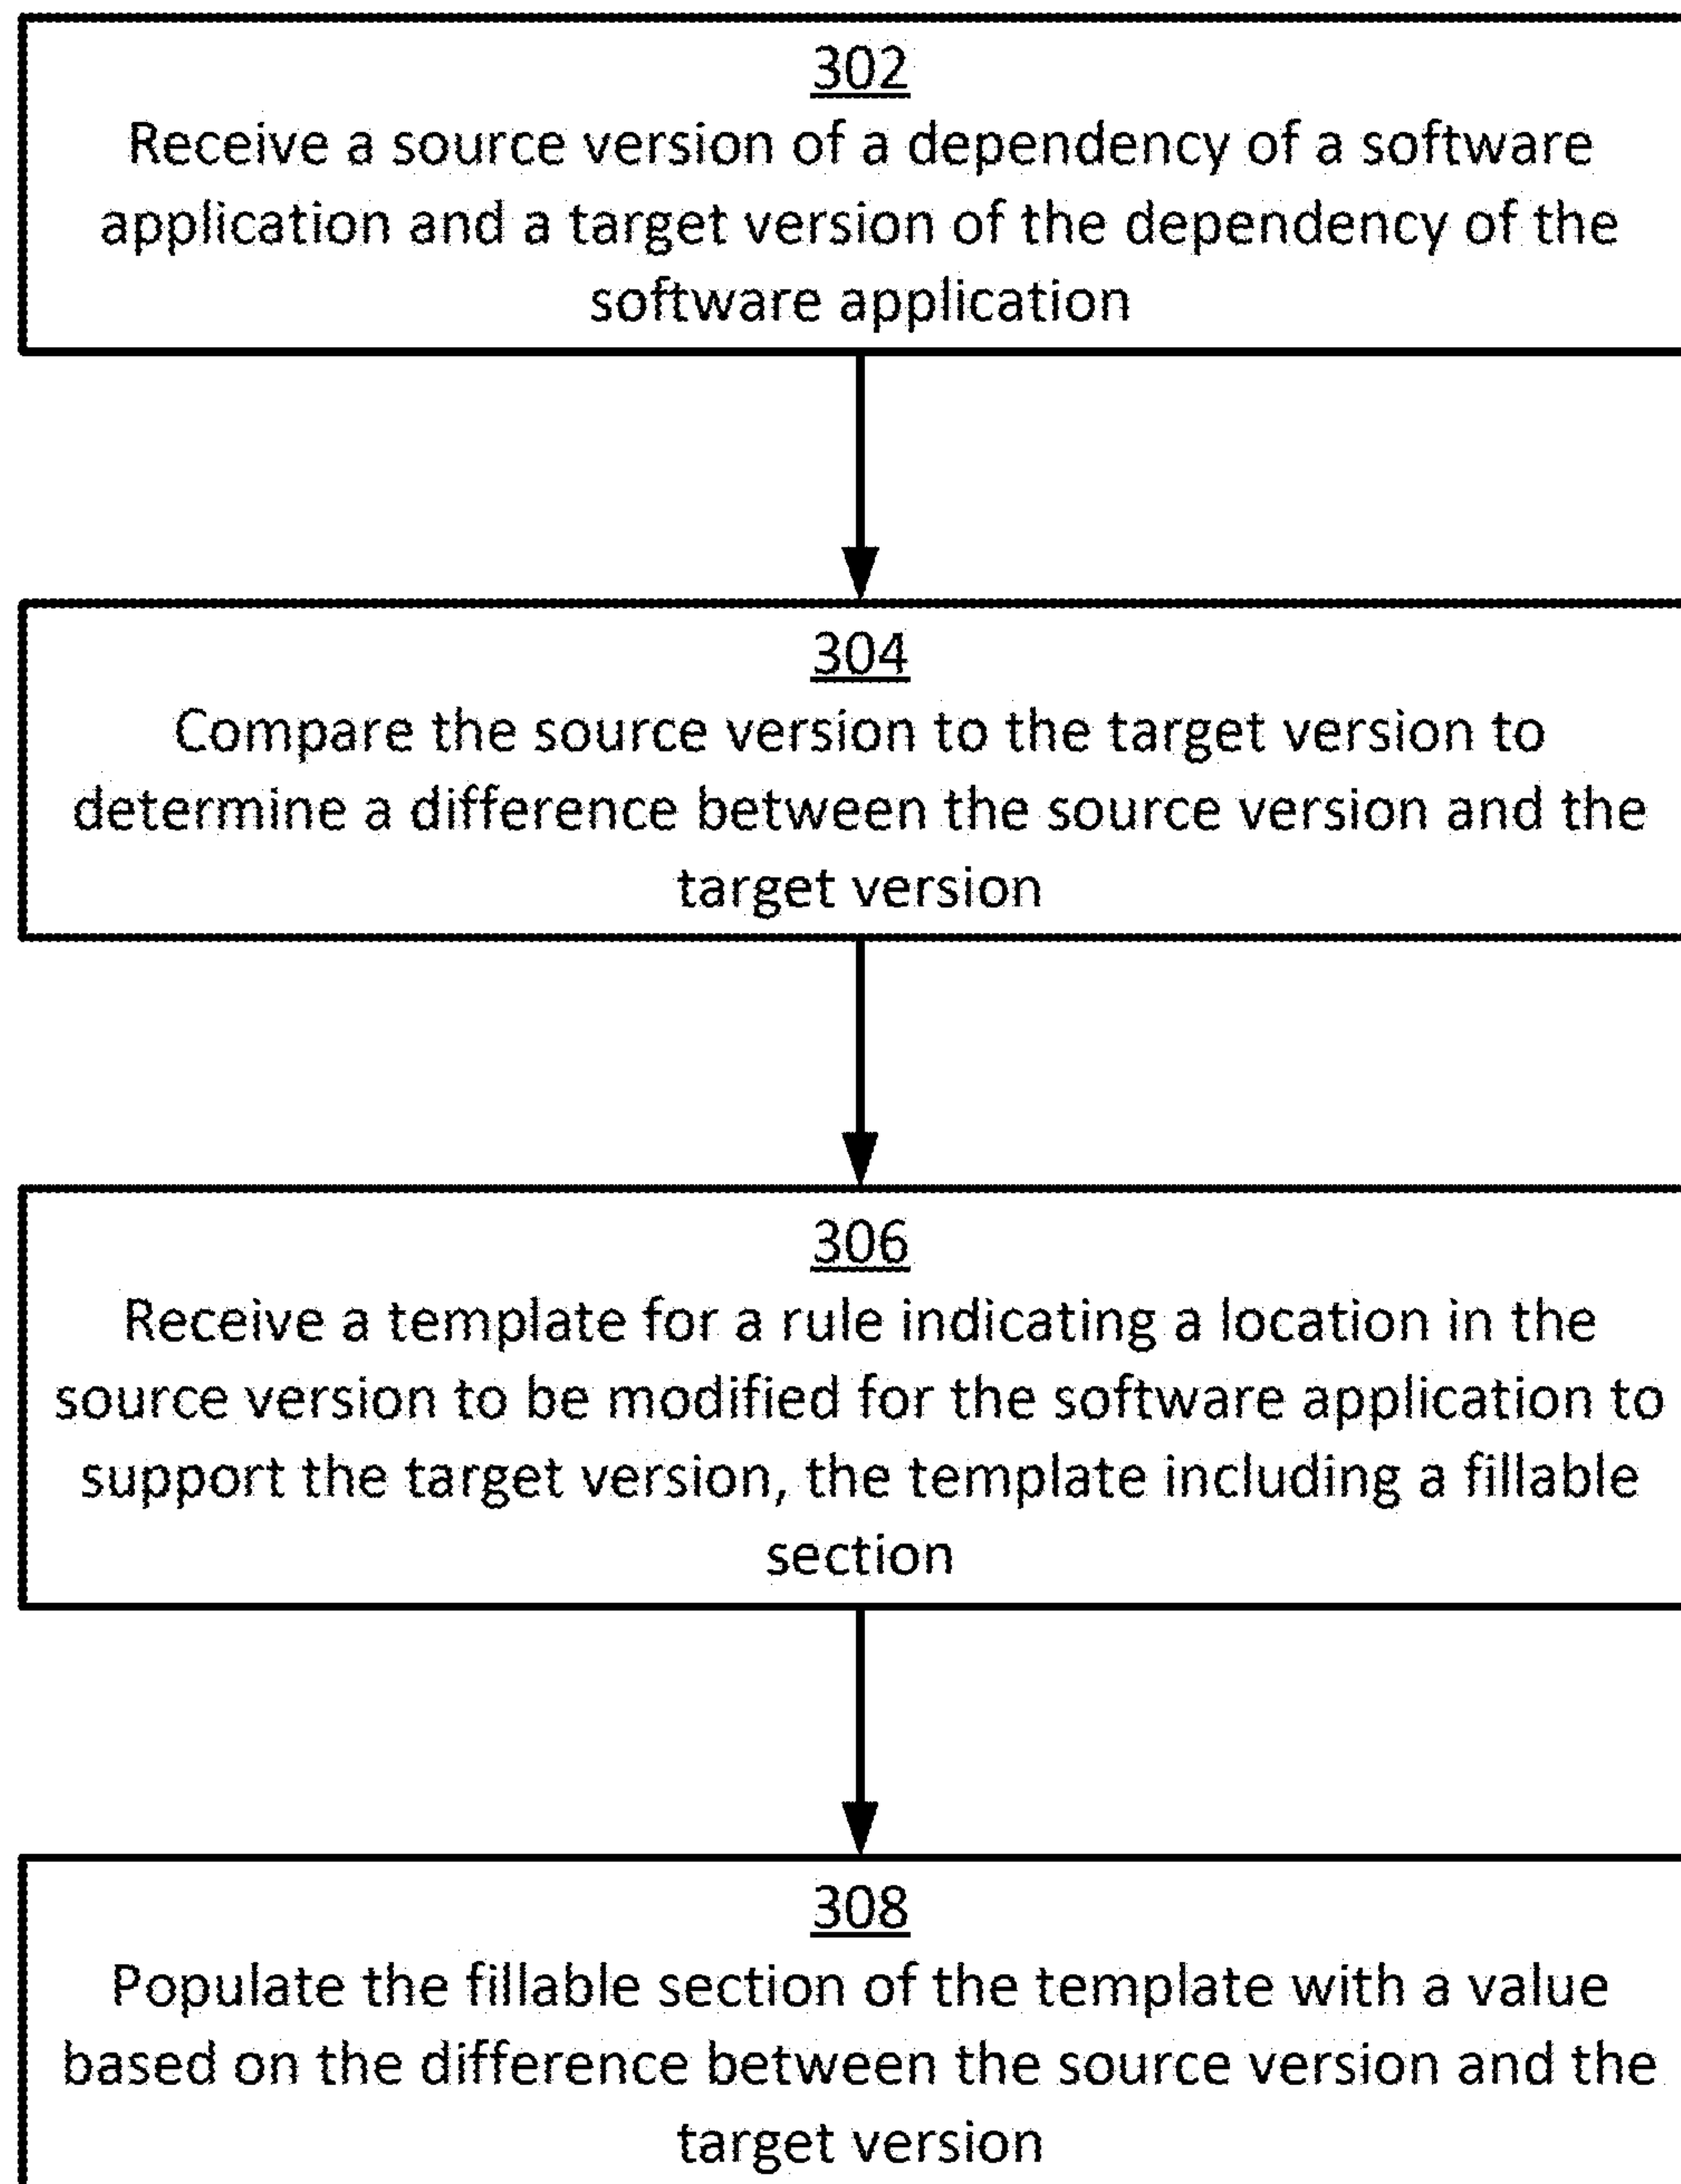 302
Receive a source version of a dependency of a software
application and a target version of the dependency of the
software application
304
Compare the source version to the target version to
determine a difference between the source version and the
target version
306
Receive a template for a rule indicating a location in the
source version to be modified for the software application to
support the target version, the template including a fillable
section
308
Populate the fillable section of the template with a value
based on the difference between the source version and the
target version